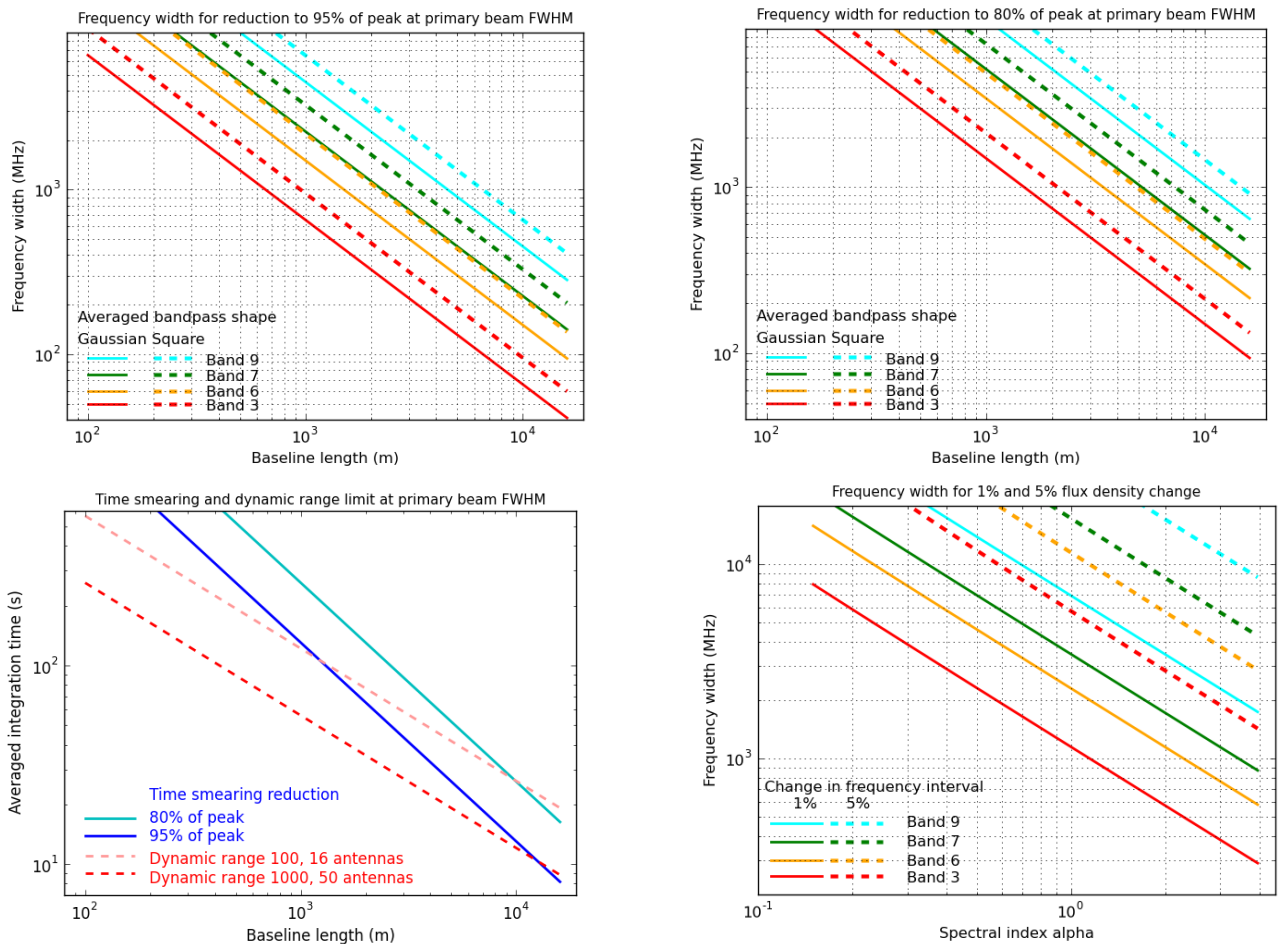 Frequency width for reduction to 95% of peak at primary beam FWHM
Frequency width (MHz)
10³
10²
Averaged bandpass shape
Gaussian Square
Band 9
Band 7
Band 6
Band 3
10² 10³ 10⁴
Baseline length (m)
Frequency width for reduction to 80% of peak at primary beam FWHM
Frequency width (MHz)
10³
10²
Averaged bandpass shape
Gaussian Square
Band 9
Band 7
Band 6
Band 3
10² 10³ 10⁴
Baseline length (m)
Time smearing and dynamic range limit at primary beam FWHM
Averaged integration time (s)
10²
10¹
Time smearing reduction
80% of peak
95% of peak
Dynamic range 100, 16 antennas
Dynamic range 1000, 50 antennas
10² 10³ 10⁴
Baseline length (m)
Frequency width for 1% and 5% flux density change
Frequency width (MHz)
10⁴
10³
Change in frequency interval
1% 5%
Band 9
Band 7
Band 6
Band 3
10⁻¹ 10⁰
Spectral index alpha